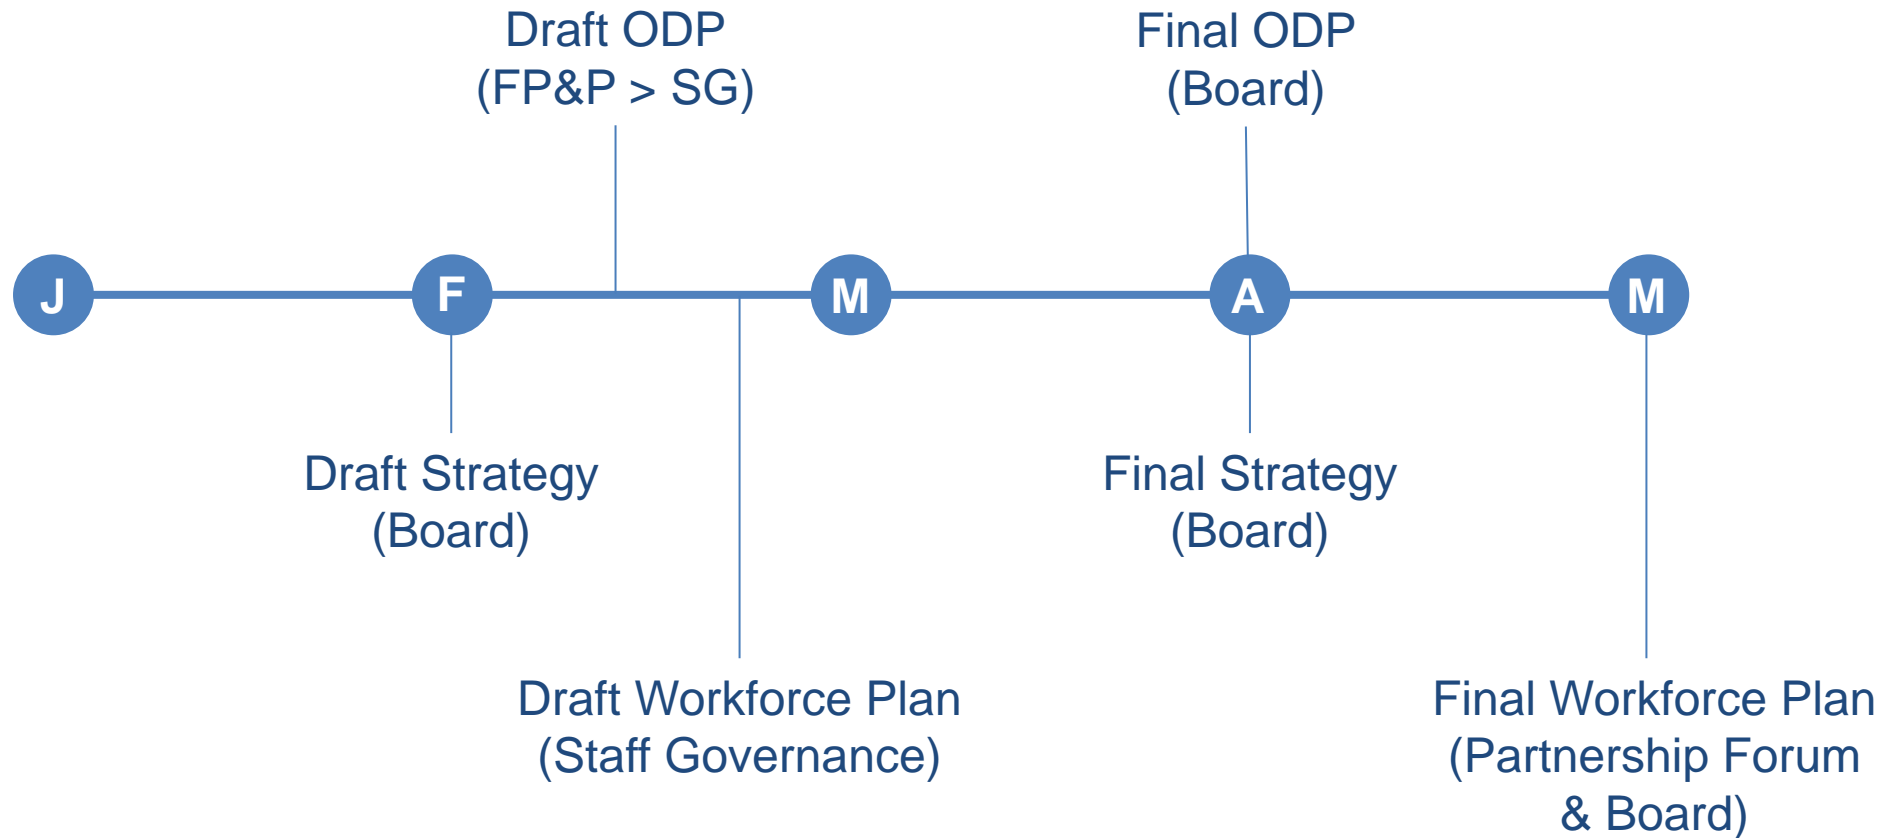 Draft ODP
(FP&P > SG)
Final ODP
(Board)
J
F
M
A
M
Draft Strategy
(Board)
Final Strategy
(Board)
Draft Workforce Plan
(Staff Governance)
Final Workforce Plan
(Partnership Forum
& Board)